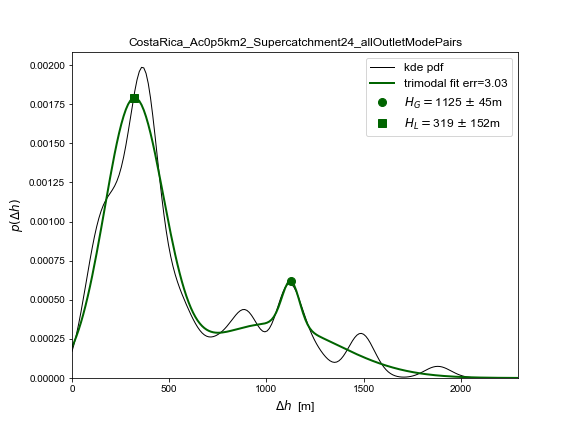 CostaRica_Ac0p5km2_Supercatchment24_allOutletModePairs
kde pdf
trimodal fit err=3.03
H_G = 1125 ± 45m
H_L = 319 ± 152m
p(Δh)
0.00200
0.00175
0.00150
0.00125
0.00100
0.00075
0.00050
0.00025
0.00000
0 500 1000 1500 2000
Δh [m]